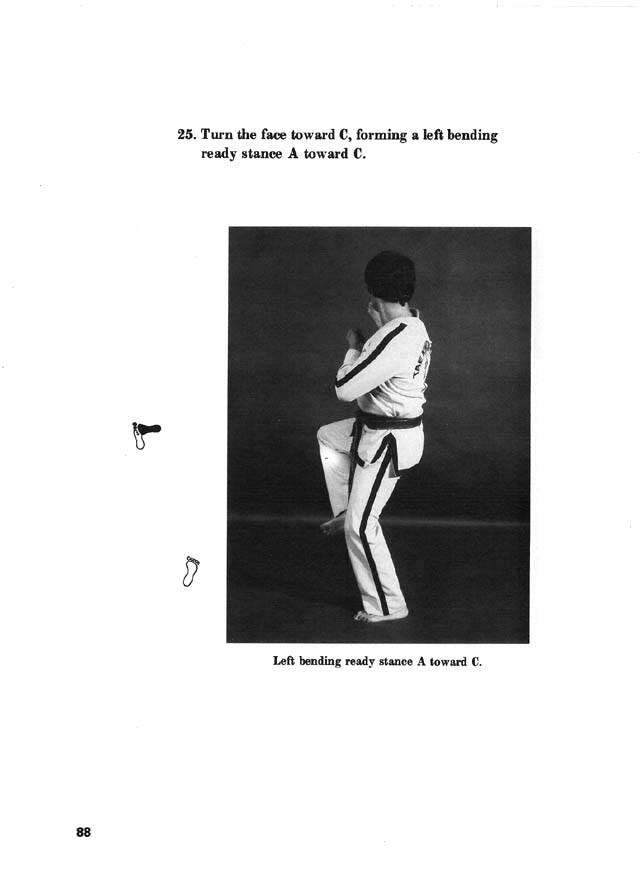 25. Turn the face toward C, forming a left bending
ready stance A toward C.
Left bending ready stance A toward C.
88